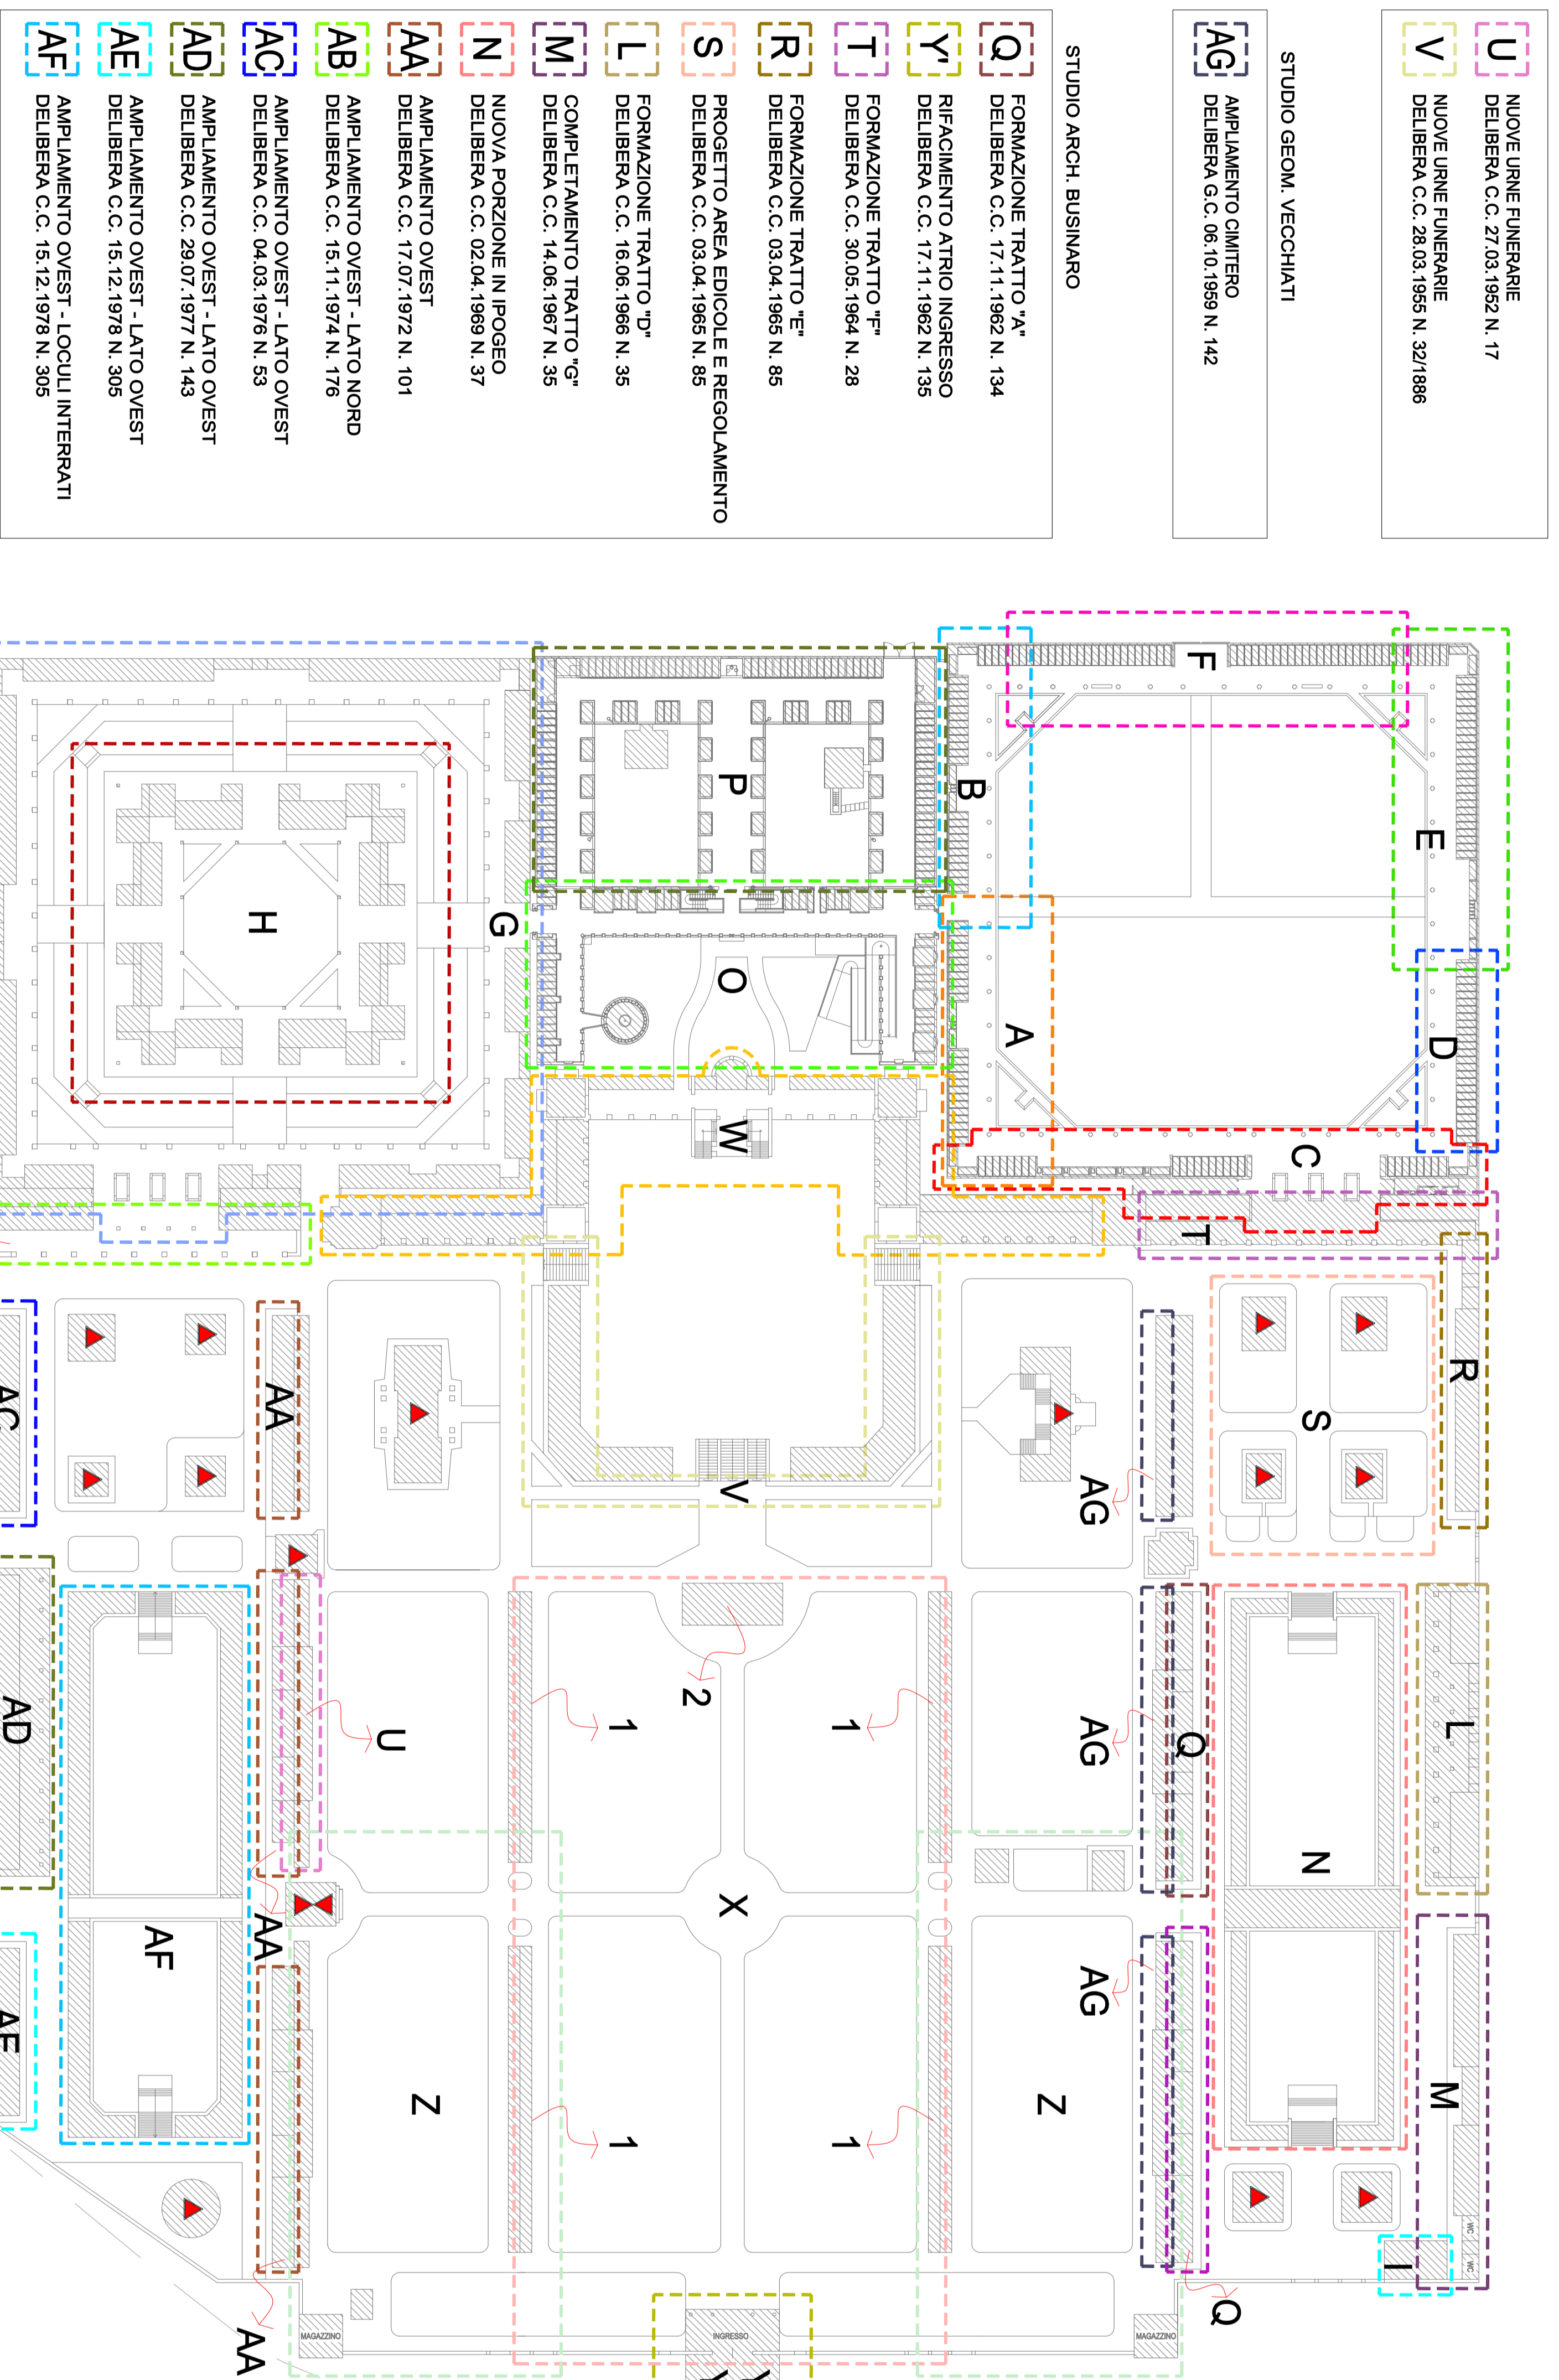 U
NUOVE URNE FUNERARIE
DELIBERA C.C. 27.03.1952 N. 17
V
NUOVE URNE FUNERARIE
DELIBERA C.C. 28.03.1955 N. 32/1886
STUDIO GEOM. VECCHIATI
AG
AMPLIAMENTO CIMITERO
DELIBERA G.C. 06.10.1959 N. 142
STUDIO ARCH. BUSINARO
Q
FORMAZIONE TRATTO "A"
DELIBERA C.C. 17.11.1962 N. 134
Y'
RIFACIMENTO ATRIO INGRESSO
DELIBERA C.C. 17.11.1962 N. 135
T
FORMAZIONE TRATTO "F"
DELIBERA C.C. 30.05.1964 N. 28
R
FORMAZIONE TRATTO "E"
DELIBERA C.C. 03.04.1965 N. 85
S
PROGETTO AREA EDICOLE E REGOLAMENTO
DELIBERA C.C. 03.04.1965 N. 85
L
FORMAZIONE TRATTO "D"
DELIBERA C.C. 16.06.1966 N. 35
M
COMPLETAMENTO TRATTO "G"
DELIBERA C.C. 14.06.1967 N. 35
N
NUOVA PORZIONE IN IPOGEO
DELIBERA C.C. 02.04.1969 N. 37
AA
AMPLIAMENTO OVEST
DELIBERA C.C. 17.07.1972 N. 101
AB
AMPLIAMENTO OVEST - LATO NORD
DELIBERA C.C. 15.11.1974 N. 176
AC
AMPLIAMENTO OVEST - LATO OVEST
DELIBERA C.C. 04.03.1976 N. 53
AD
AMPLIAMENTO OVEST - LATO OVEST
DELIBERA C.C. 29.07.1977 N. 143
AE
AMPLIAMENTO OVEST - LATO OVEST
DELIBERA C.C. 15.12.1978 N. 305
AF
AMPLIAMENTO OVEST - LOCULI INTERRATI
DELIBERA C.C. 15.12.1978 N. 305
F
E
B
P
D
A
O
H
G
C
W
T
R
S
AG
V
AA
AC
L
Q
AG
1
1
2
U
AD
N
X
AF
AA
M
AG
Z
1
1
Z
AE
WC
WC
I
Q
MAGAZZINO
INGRESSO
MAGAZZINO
AA